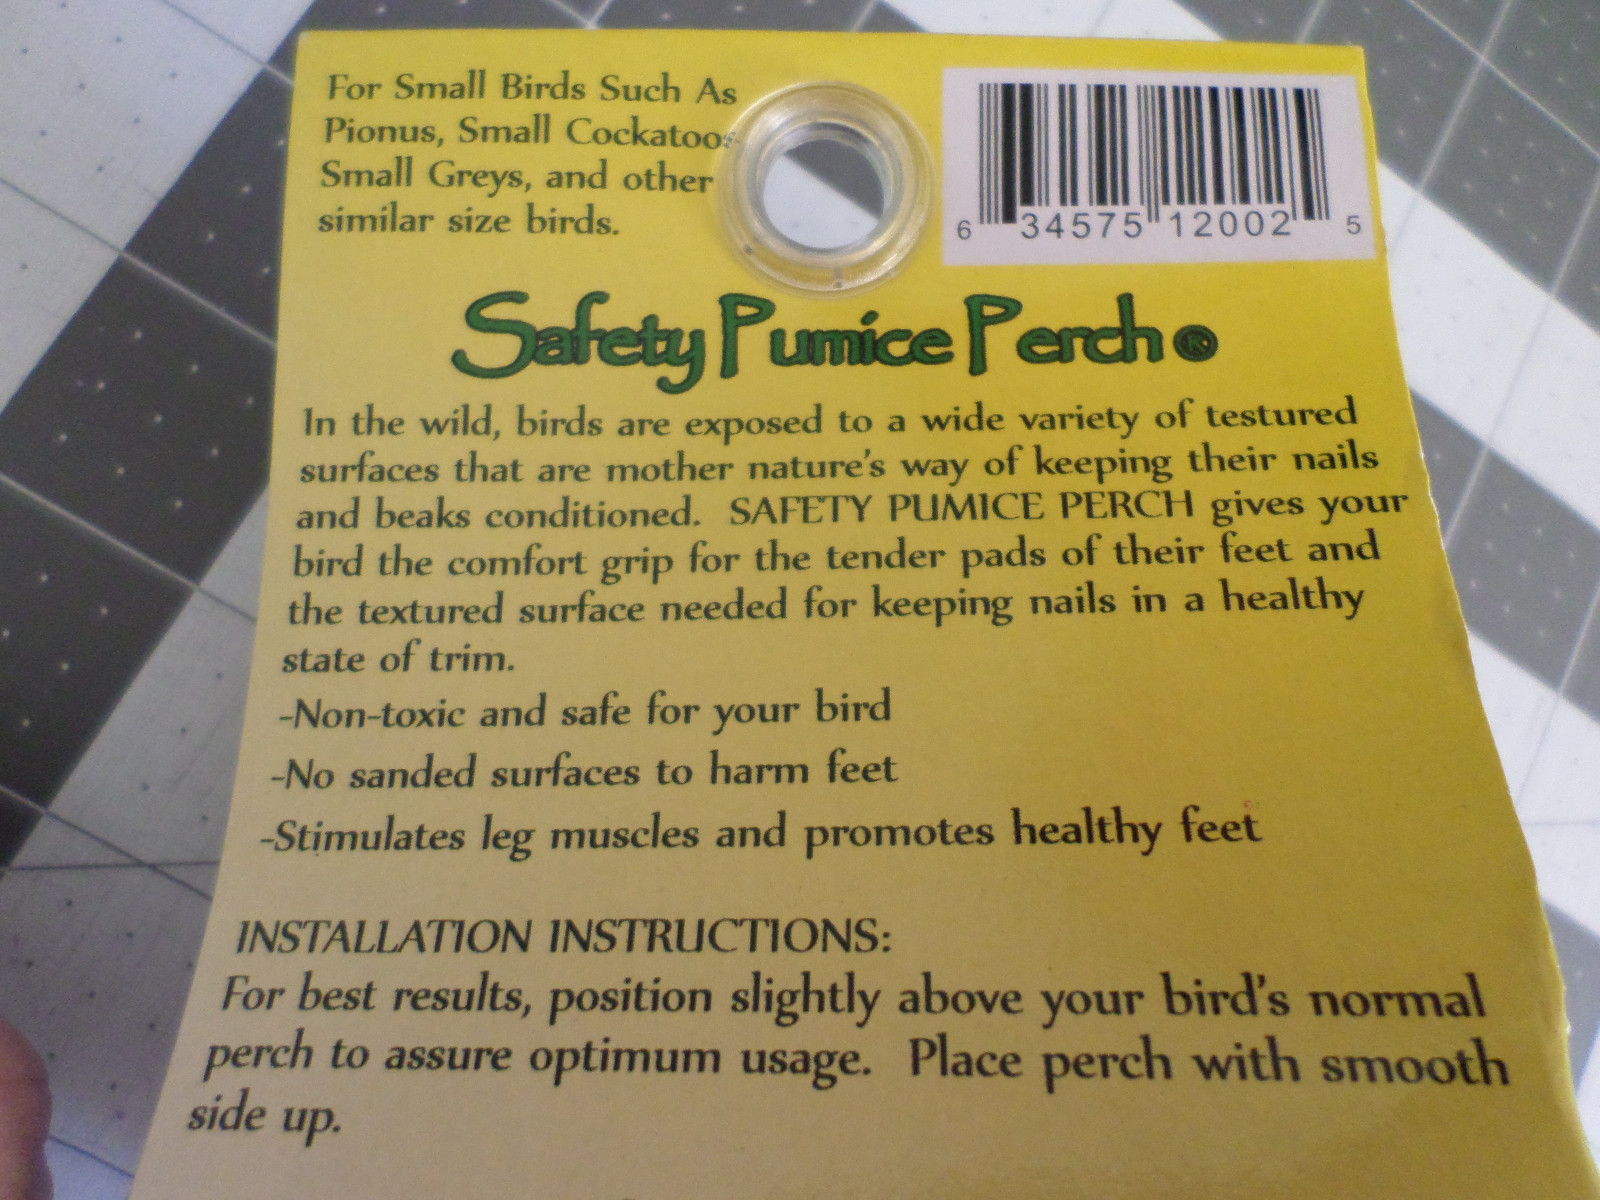 For Small Birds Such As
Pionus, Small Cockatoos
Small Greys, and other
similar size birds.
6 34575 12002 5
Safety Pumice Perch ®
In the wild, birds are exposed to a wide variety of testured
surfaces that are mother nature's way of keeping their nails
and beaks conditioned. SAFETY PUMICE PERCH gives your
bird the comfort grip for the tender pads of their feet and
the textured surface needed for keeping nails in a healthy
state of trim.
-Non-toxic and safe for your bird
-No sanded surfaces to harm feet
-Stimulates leg muscles and promotes healthy feet
INSTALLATION INSTRUCTIONS:
For best results, position slightly above your bird's normal
perch to assure optimum usage. Place perch with smooth
side up.